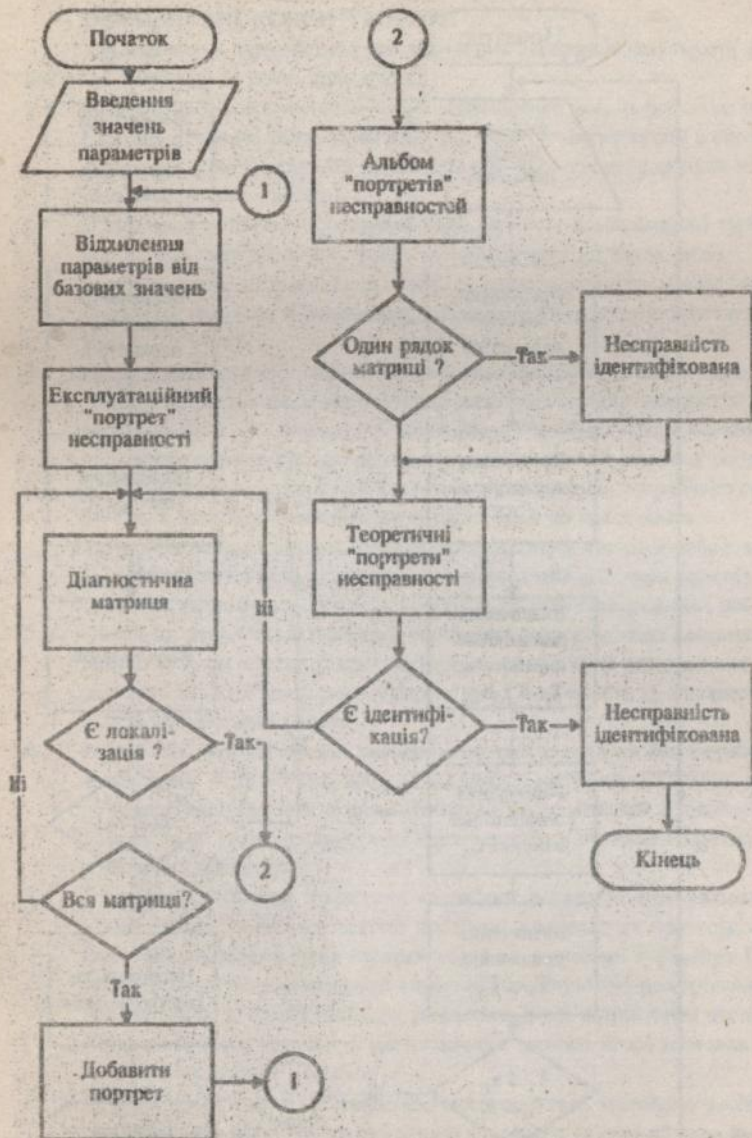 Початок
Введення
значень
параметрів
1
Відхилення
параметрів від
базових значень
Експлуатаційний
"портрет"
несправності
Діагностична
матриця
Є локалі-
зація ?
Так
2
Ні
Вся матриця?
Так
Добавити
портрет
1
2
Альбом
"портретів"
несправностей
Один рядок
матриці ?
Так
Несправність
ідентифікована
Теоретичні
"портрети"
несправності
Ні
Є ідентифі-
кація?
Так
Несправність
ідентифікована
Кінець